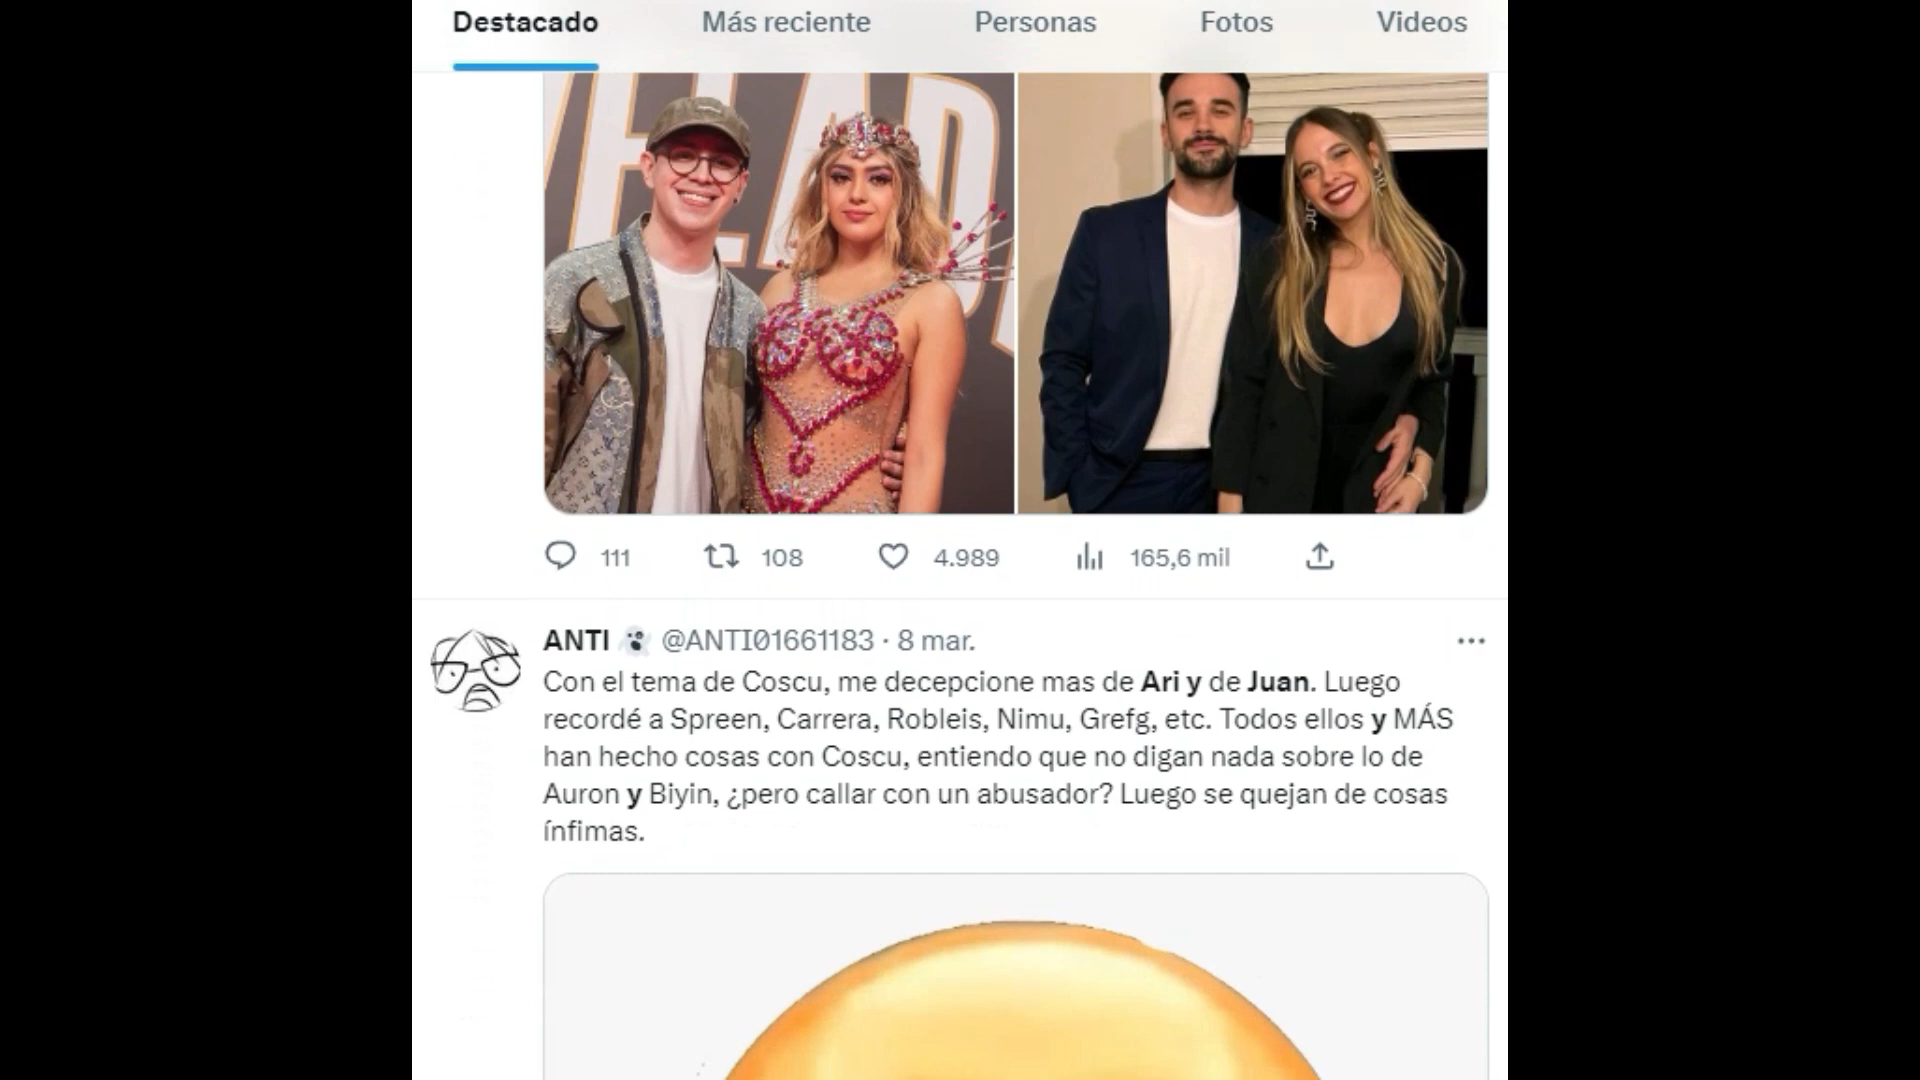 Destacado Más reciente Personas Fotos Videos
VELADA
111 108 4.989 165,6 mil
ANTI @ANTI01661183 · 8 mar.
Con el tema de Coscu, me decepcione mas de Ari y de Juan. Luego
recordé a Spreen, Carrera, Robleis, Nimu, Grefg, etc. Todos ellos y MÁS
han hecho cosas con Coscu, entiendo que no digan nada sobre lo de
Auron y Biyin, ¿pero callar con un abusador? Luego se quejan de cosas
ínfimas.